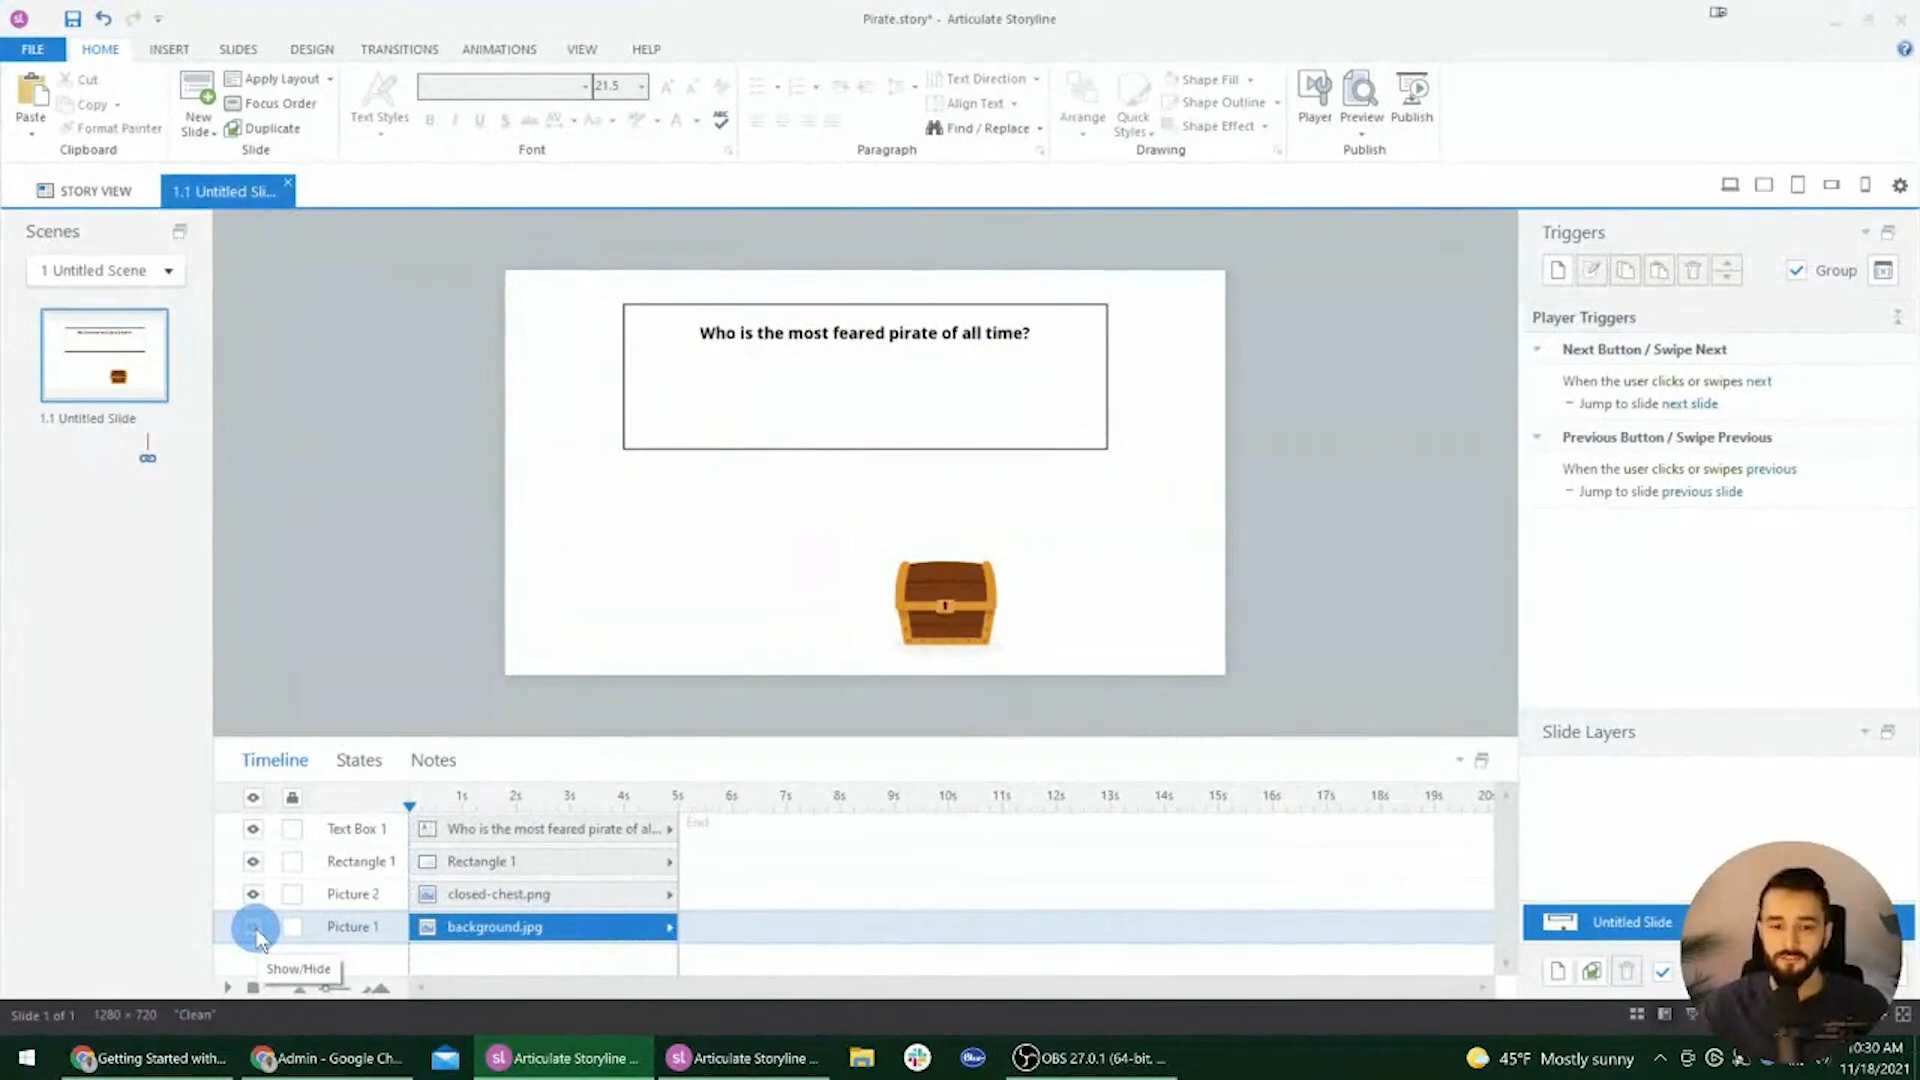 sl
Pirate.story* - Articulate Storyline
FILE HOME INSERT SLIDES DESIGN TRANSITIONS ANIMATIONS VIEW HELP
Paste
Cut
Copy
Format Painter
Clipboard
New
Slide
Apply Layout
Focus Order
Duplicate
Slide
Text Styles
21.5
Font
Text Direction
Align Text
Find / Replace
Paragraph
Arrange
Quick
Styles
Shape Fill
Shape Outline
Shape Effect
Drawing
Player
Preview
Publish
Publish
STORY VIEW
1.1 Untitled Sli...
Scenes
1 Untitled Scene
1.1 Untitled Slide
Who is the most feared pirate of all time?
Triggers
Group
Player Triggers
Next Button / Swipe Next
When the user clicks or swipes next
Jump to slide next slide
Previous Button / Swipe Previous
When the user clicks or swipes previous
Jump to slide previous slide
Slide Layers
Untitled Slide
Timeline States Notes
1s 2s 3s 4s 5s 6s 7s 8s 9s 10s 11s 12s 13s 14s 15s 16s 17s 18s 19s 20s
End
Text Box 1 Who is the most feared pirate of al...
Rectangle 1 Rectangle 1
Picture 2 closed-chest.png
Picture 1 background.jpg
Show/Hide
Slide 1 of 1 1280 × 720 "Clean"
Getting Started with... Admin - Google Ch... Articulate Storyline ... Articulate Storyline ... OBS 27.0.1 (64-bit, ... 45°F Mostly sunny
10:30 AM
11/18/2021